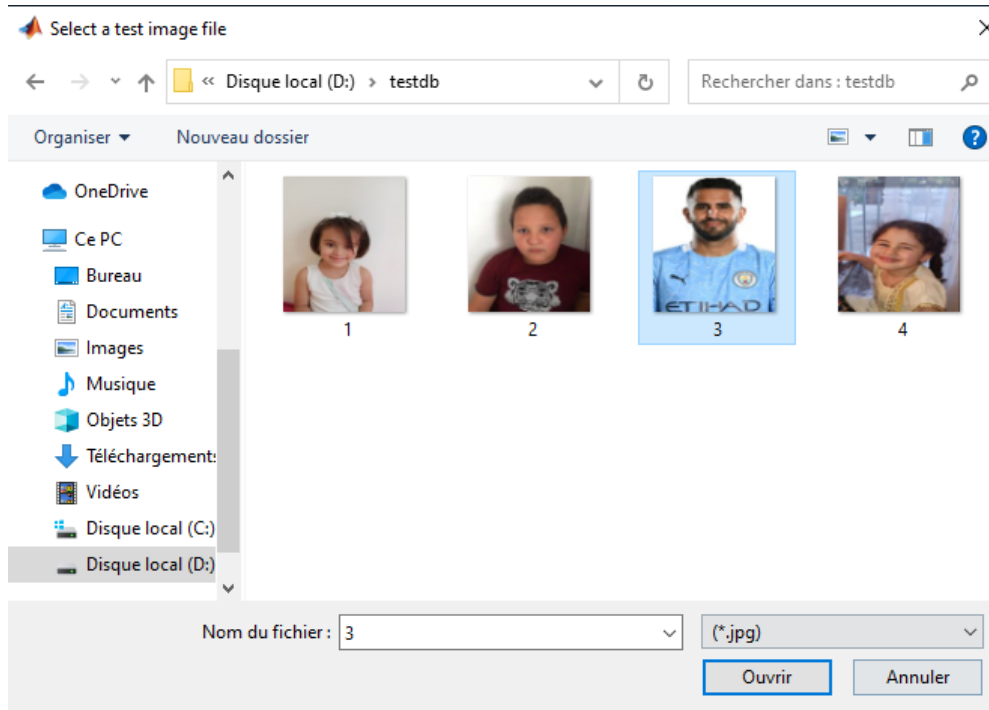 Select a test image file
« Disque local (D:) › testdb
Rechercher dans : testdb
Organiser
Nouveau dossier
OneDrive
Ce PC
Bureau
Documents
Images
Musique
Objets 3D
Téléchargements
Vidéos
Disque local (C:)
Disque local (D:)
ETIHAD
1
2
3
4
Nom du fichier : 3
(*.jpg)
Ouvrir
Annuler